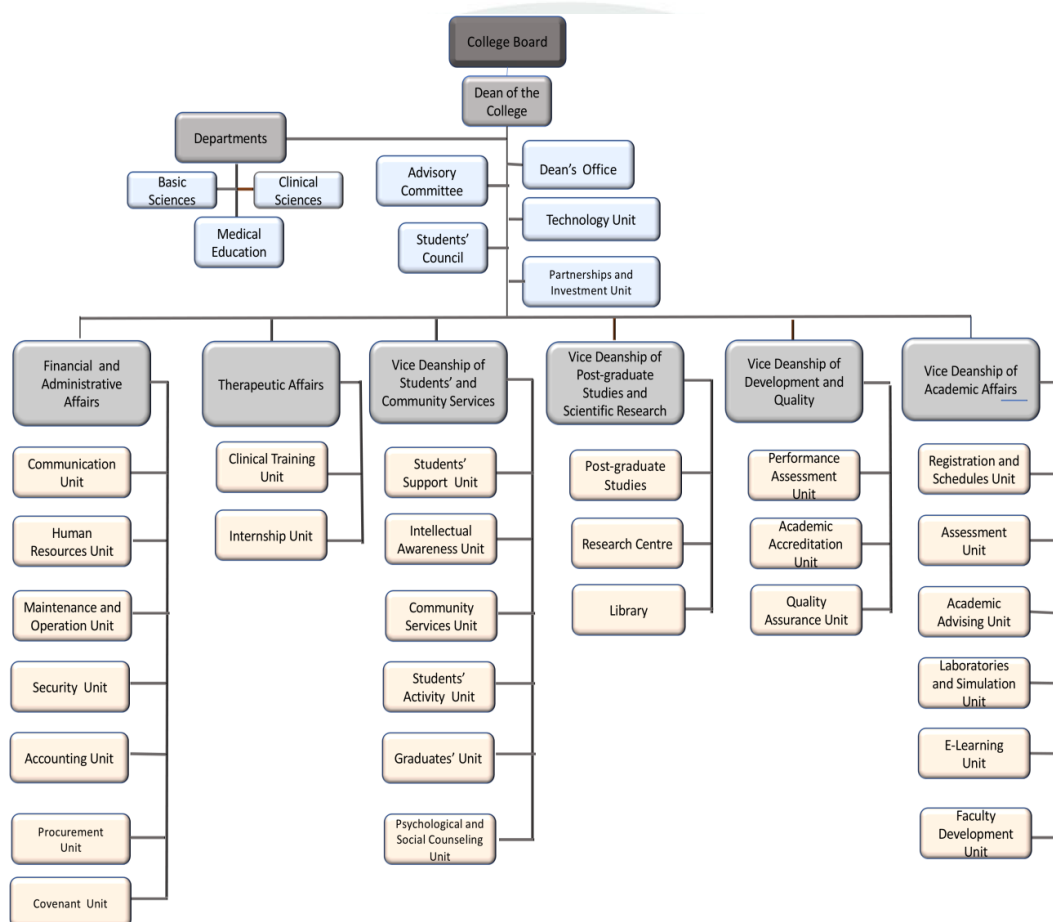 College Board
Dean of the
College
Departments
Basic
Sciences
Clinical
Sciences
Medical
Education
Advisory
Committee
Dean's Office
Technology Unit
Students'
Council
Partnerships and
Investment Unit
Financial and
Administrative
Affairs
Communication
Unit
Human
Resources Unit
Maintenance and
Operation Unit
Security Unit
Accounting Unit
Procurement
Unit
Covenant Unit
Therapeutic Affairs
Clinical Training
Unit
Internship Unit
Vice Deanship of
Students' and
Community Services
Students'
Support Unit
Intellectual
Awareness Unit
Community
Services Unit
Students'
Activity Unit
Graduates' Unit
Psychological and
Social Counseling
Unit
Vice Deanship of
Post-graduate
Studies and
Scientific Research
Post-graduate
Studies
Research Centre
Library
Vice Deanship of
Development and
Quality
Performance
Assessment
Unit
Academic
Accreditation
Unit
Quality
Assurance Unit
Vice Deanship of
Academic Affairs
Registration and
Schedules Unit
Assessment
Unit
Academic
Advising Unit
Laboratories
and Simulation
Unit
E-Learning
Unit
Faculty
Development
Unit